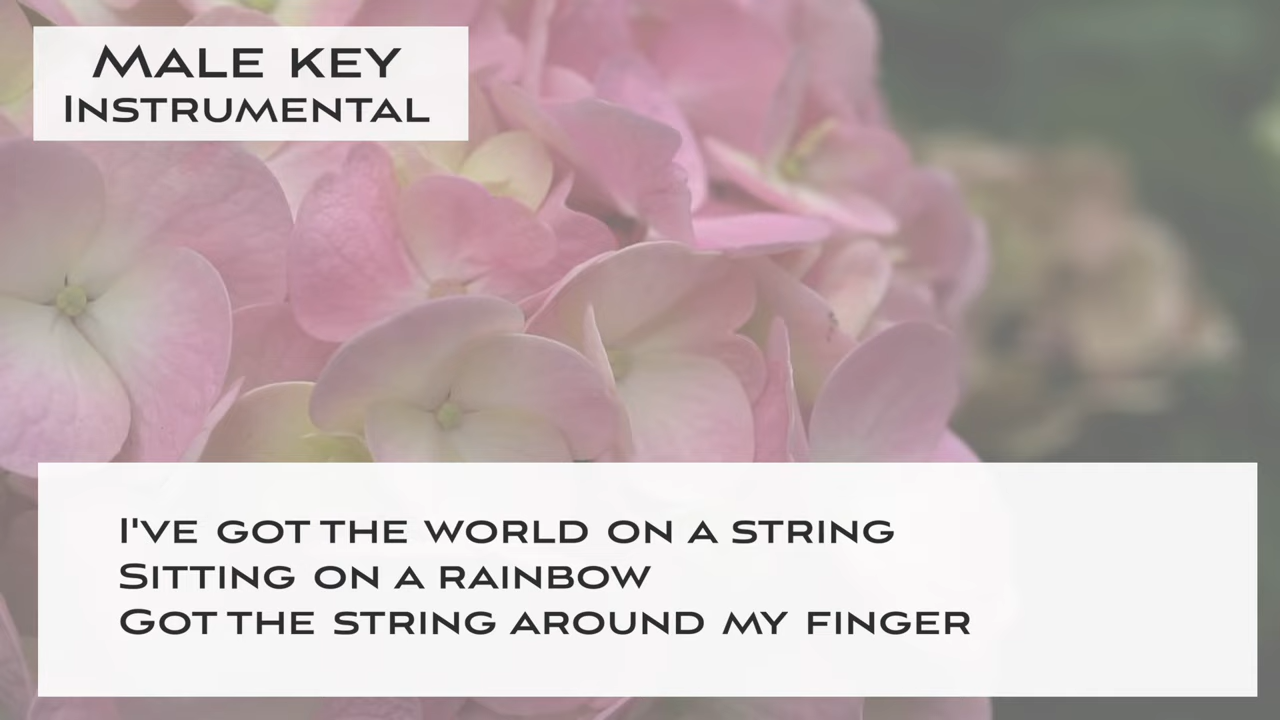 Male key
Instrumental
I've got the world on a string
Sitting on a rainbow
Got the string around my finger